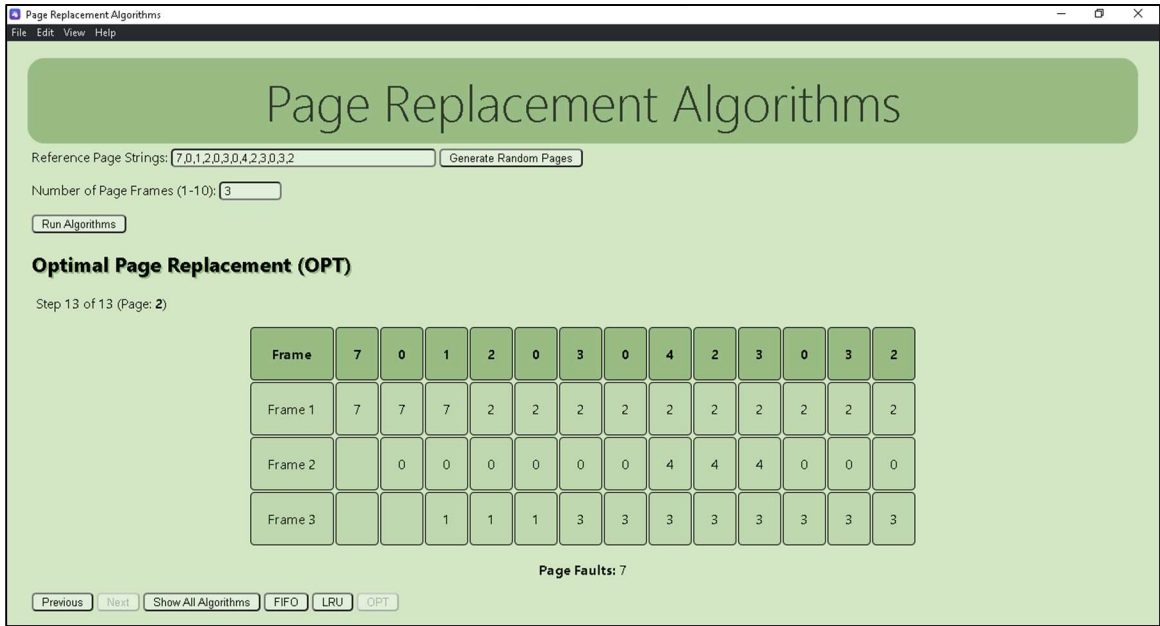 Page Replacement Algorithms
File Edit View Help
Page Replacement Algorithms
Reference Page Strings: 7,0,1,2,0,3,0,4,2,3,0,3,2 Generate Random Pages
Number of Page Frames (1-10): 3
Run Algorithms
Optimal Page Replacement (OPT)
Step 13 of 13 (Page: 2)
Frame 7 0 1 2 0 3 0 4 2 3 0 3 2
Frame 1 7 7 7 2 2 2 2 2 2 2 2 2 2
Frame 2 0 0 0 0 0 0 4 4 4 0 0 0
Frame 3 1 1 1 3 3 3 3 3 3 3 3
Page Faults: 7
Previous Next Show All Algorithms FIFO LRU OPT